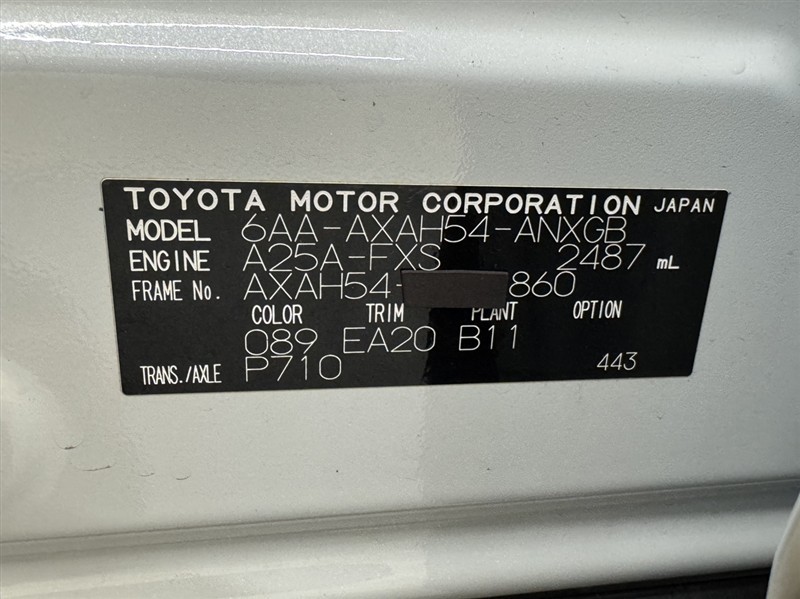 TOYOTA MOTOR CORPORATION JAPAN
MODEL 6AA-AXAH54-ANXGB
ENGINE A25A-FXS 2487 mL
FRAME No. AXAH54- 860
COLOR TRIM PLANT OPTION
089 EA20 B11
TRANS./AXLE P710 443